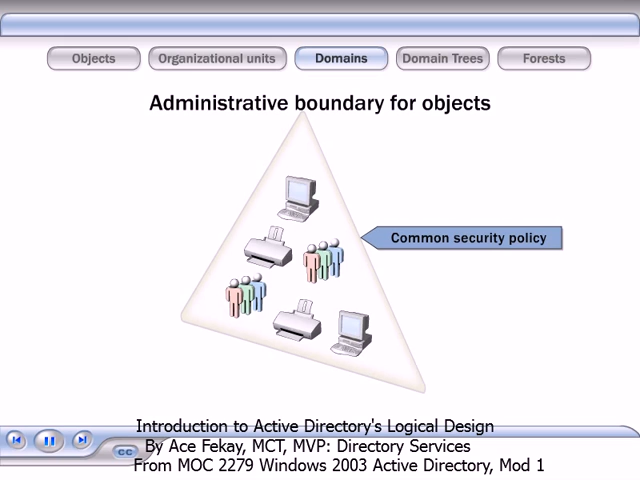 Objects
Organizational units
Domains
Domain Trees
Forests
Administrative boundary for objects
Common security policy
Introduction to Active Directory's Logical Design
By Ace Fekay, MCT, MVP: Directory Services
From MOC 2279 Windows 2003 Active Directory, Mod 1
CC